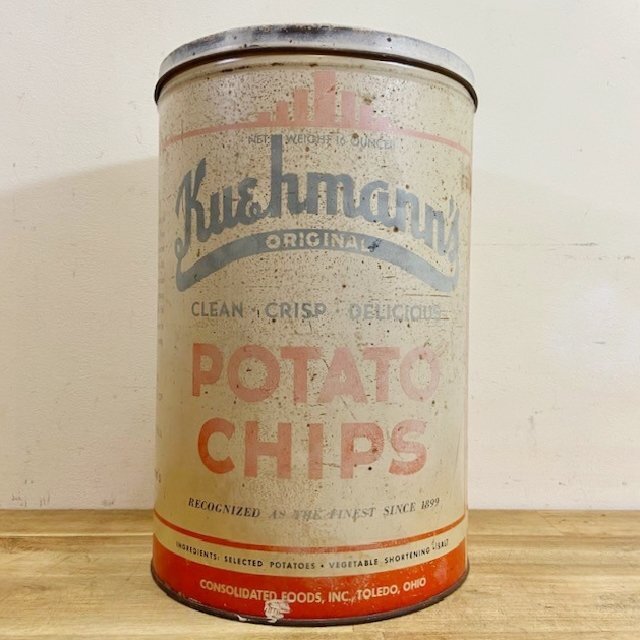 NET WEIGHT 16 OUNCES
Kuehmann's
ORIGINAL
CLEAN · CRISP · DELICIOUS
POTATO
CHIPS
RECOGNIZED AS THE FINEST SINCE 1899
INGREDIENTS: SELECTED POTATOES • VEGETABLE SHORTENING • SALT
CONSOLIDATED FOODS, INC., TOLEDO, OHIO